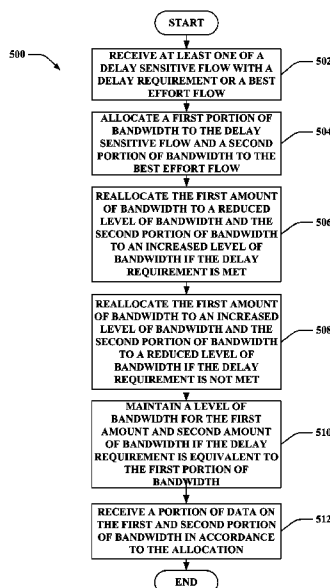 START
500
RECEIVE AT LEAST ONE OF A
DELAY SENSITIVE FLOW WITH A
DELAY REQUIREMENT OR A BEST
EFFORT FLOW
502
ALLOCATE A FIRST PORTION OF
BANDWIDTH TO THE DELAY
SENSITIVE FLOW AND A SECOND
PORTION OF BANDWIDTH TO THE
BEST EFFORT FLOW
504
REALLOCATE THE FIRST AMOUNT
OF BANDWIDTH TO A REDUCED
LEVEL OF BANDWIDTH AND THE
SECOND PORTION OF BANDWIDTH
TO AN INCREASED LEVEL OF
BANDWIDTH IF THE DELAY
REQUIREMENT IS MET
506
REALLOCATE THE FIRST AMOUNT
OF BANDWIDTH TO AN INCREASED
LEVEL OF BANDWIDTH AND THE
SECOND PORTION OF BANDWIDTH
TO A REDUCED LEVEL OF
BANDWIDTH IF THE DELAY
REQUIREMENT IS NOT MET
508
MAINTAIN A LEVEL OF
BANDWIDTH FOR THE FIRST
AMOUNT AND SECOND AMOUNT
OF BANDWIDTH IF THE DELAY
REQUIREMENT IS EQUIVALENT TO
THE FIRST PORTION OF
BANDWIDTH
510
RECEIVE A PORTION OF DATA ON
THE FIRST AND SECOND PORTION
OF BANDWIDTH IN ACCORDANCE
TO THE ALLOCATION
512
END